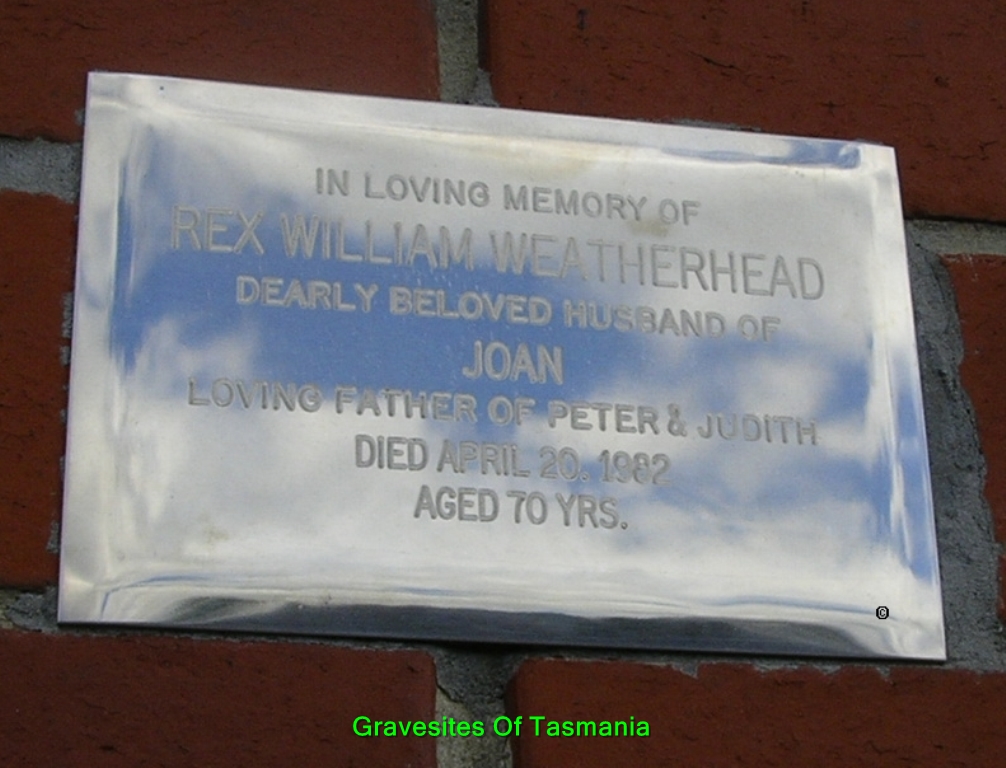 IN LOVING MEMORY OF
REX WILLIAM WEATHERHEAD
DEARLY BELOVED HUSBAND OF
JOAN
LOVING FATHER OF PETER & JUDITH
DIED APRIL 20. 1982
AGED 70 YRS.
©
Gravesites Of Tasmania